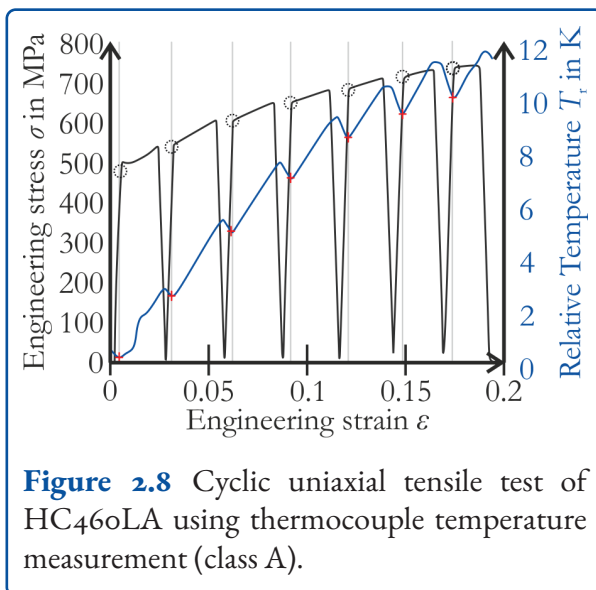 800
700
600
500
400
300
200
100
0
Engineering stress σ in MPa
0 0.05 0.1 0.15 0.2
Engineering strain ε
12
10
8
6
4
2
0
Relative Temperature Tr in K
Figure 2.8 Cyclic uniaxial tensile test of
HC460LA using thermocouple temperature
measurement (class A).